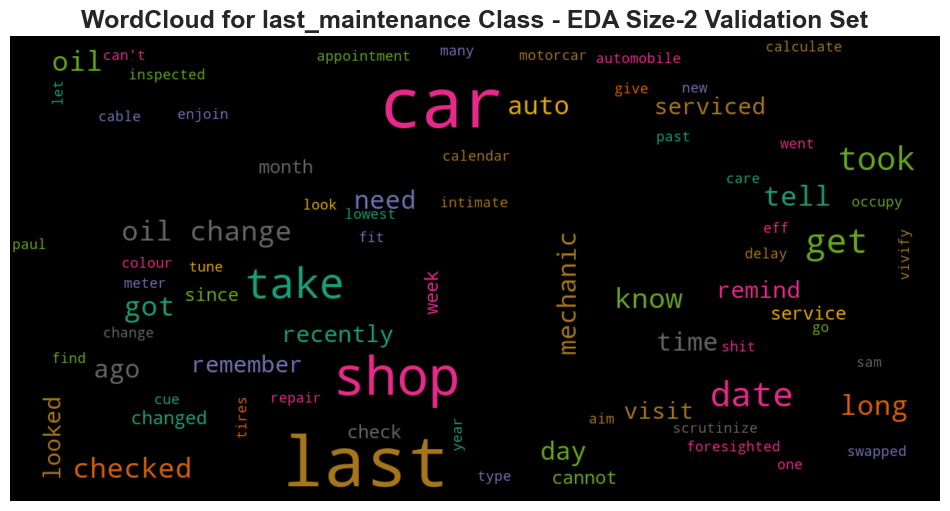 WordCloud for last_maintenance Class - EDA Size-2 Validation Set
oil
can't
inspected
let
cable
enjoin
appointment
many
motorcar
automobile
calculate
car
auto
give
new
serviced
past
went
took
month
calendar
care
look
need
lowest
intimate
tell
occupy
oil change
fit
eff
get
paul
delay
vivify
colour
tune
meter
take
since
got
week
mechanic
know
remind
service
go
change
recently
time
shit
find
ago
remember
shop
sam
cue
changed
tires
repair
date
long
looked
aim
visit
scrutinize
check
year
foresighted
swapped
checked
last
type
day
cannot
one